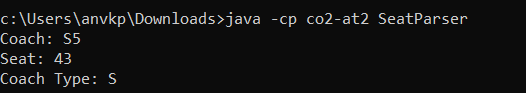 c:\Users\anvkp\Downloads>java -cp co2-at2 SeatParser
Coach: S5
Seat: 43
Coach Type: S